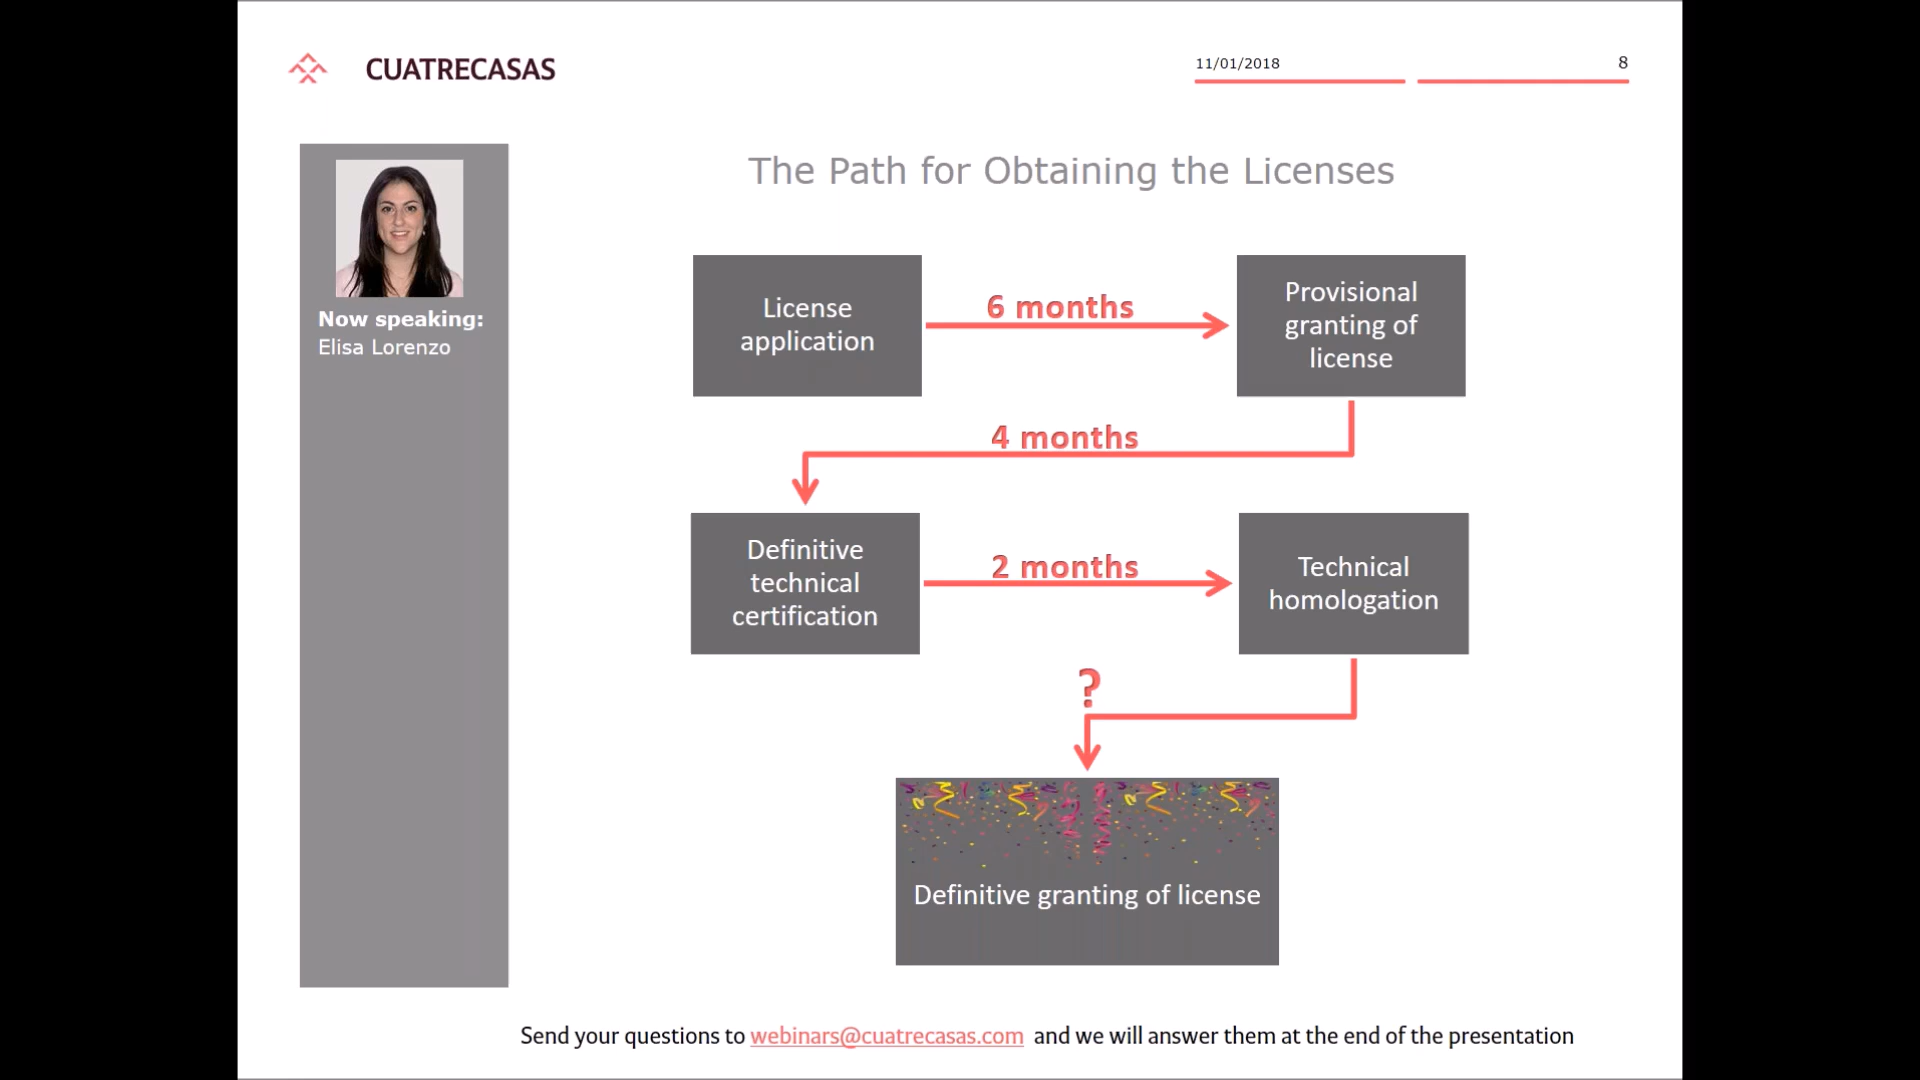 CUATRECASAS
11/01/2018
8
Now speaking:
Elisa Lorenzo
The Path for Obtaining the Licenses
License
application
6 months
Provisional
granting of
license
4 months
Definitive
technical
certification
2 months
Technical
homologation
?
Definitive granting of license
Send your questions to webinars@cuatrecasas.com and we will answer them at the end of the presentation